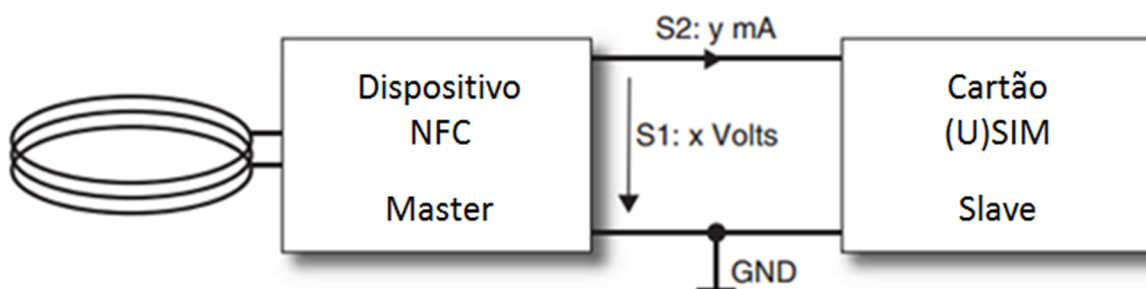 S2: y mA
Dispositivo
NFC
Master
S1: x Volts
GND
Cartão
(U)SIM
Slave